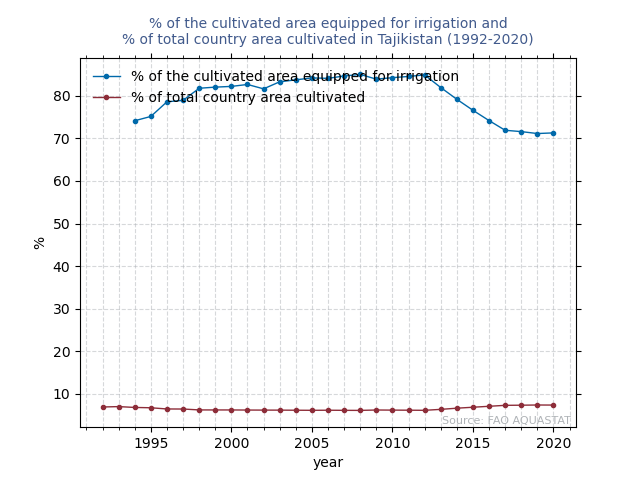 % of the cultivated area equipped for irrigation and
% of total country area cultivated in Tajikistan (1992-2020)
% of the cultivated area equipped for irrigation
% of total country area cultivated
80
70
60
50
40
30
20
10
%
Source: FAO AQUASTAT
1995 2000 2005 2010 2015 2020
year